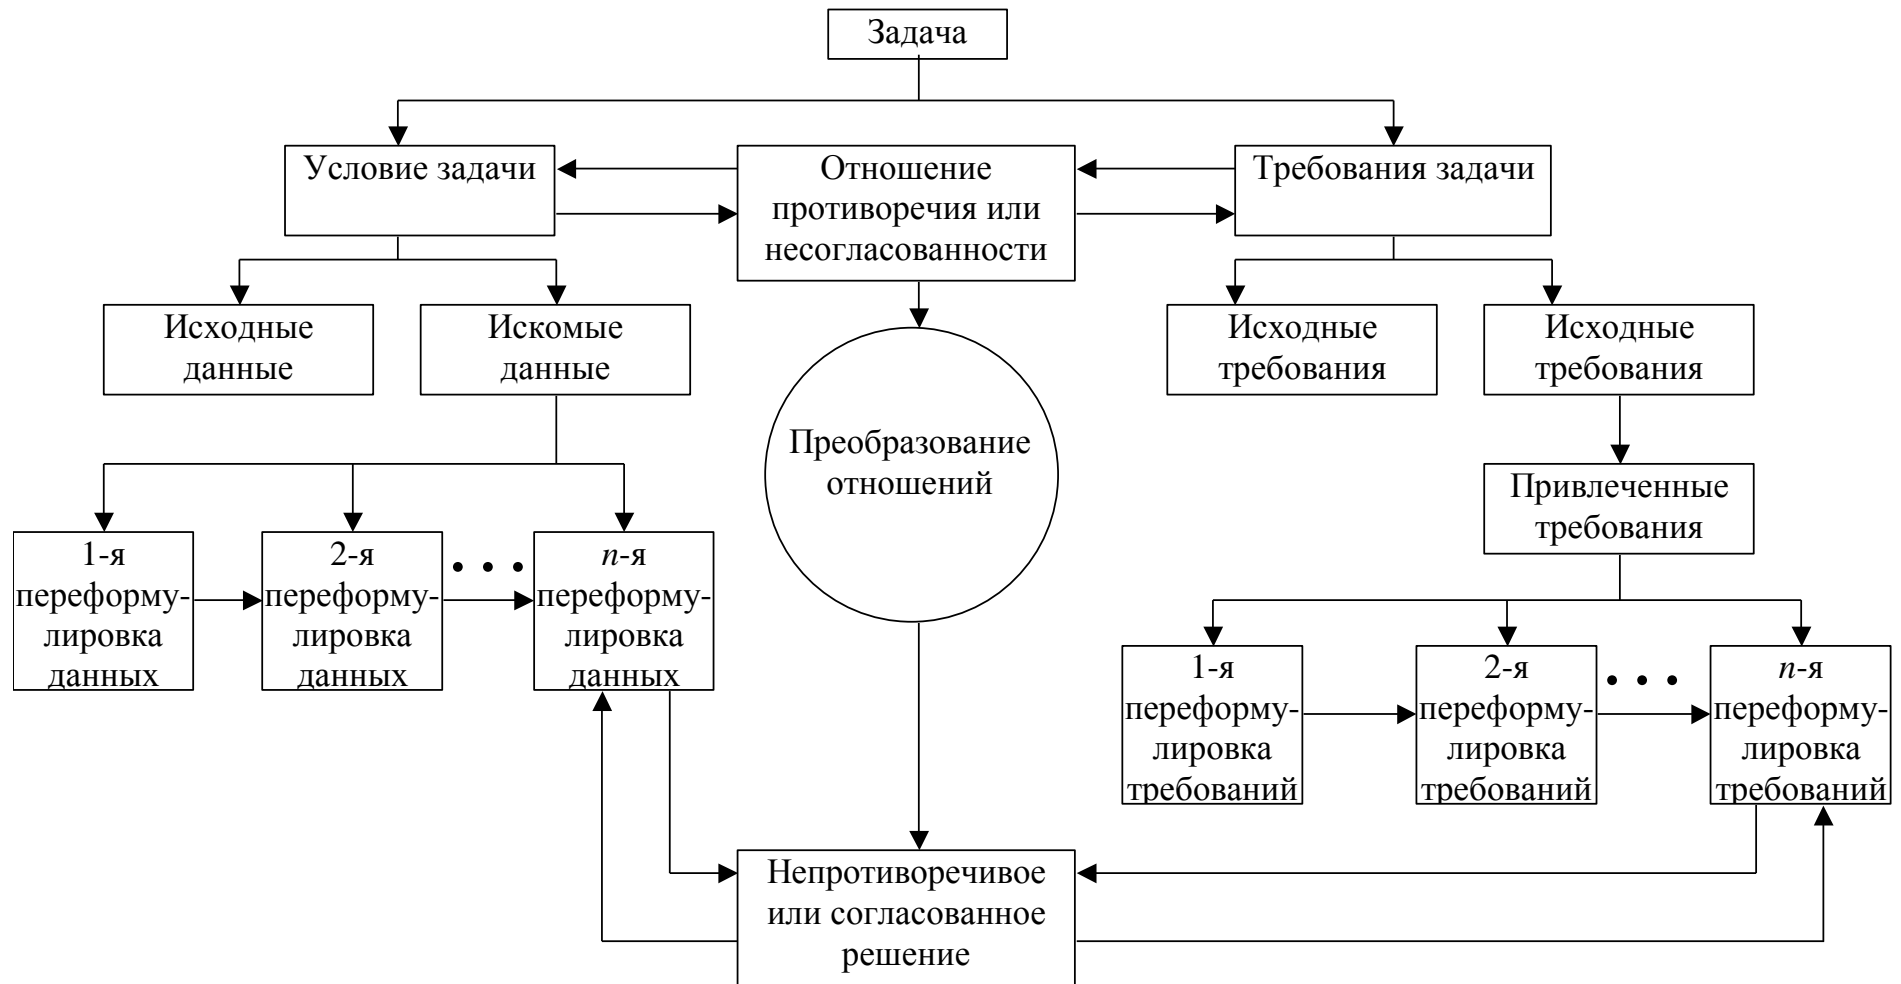 Задача
Условие задачи
Отношение
противоречия или
несогласованности
Требования задачи
Исходные
данные
Искомые
данные
Исходные
требования
Исходные
требования
Преобразование
отношений
Привлеченные
требования
1-я
переформу-
лировка
данных
2-я
переформу-
лировка
данных
• • •
n-я
переформу-
лировка
данных
1-я
переформу-
лировка
требований
2-я
переформу-
лировка
требований
• • •
n-я
переформу-
лировка
требований
Непротиворечивое
или согласованное
решение